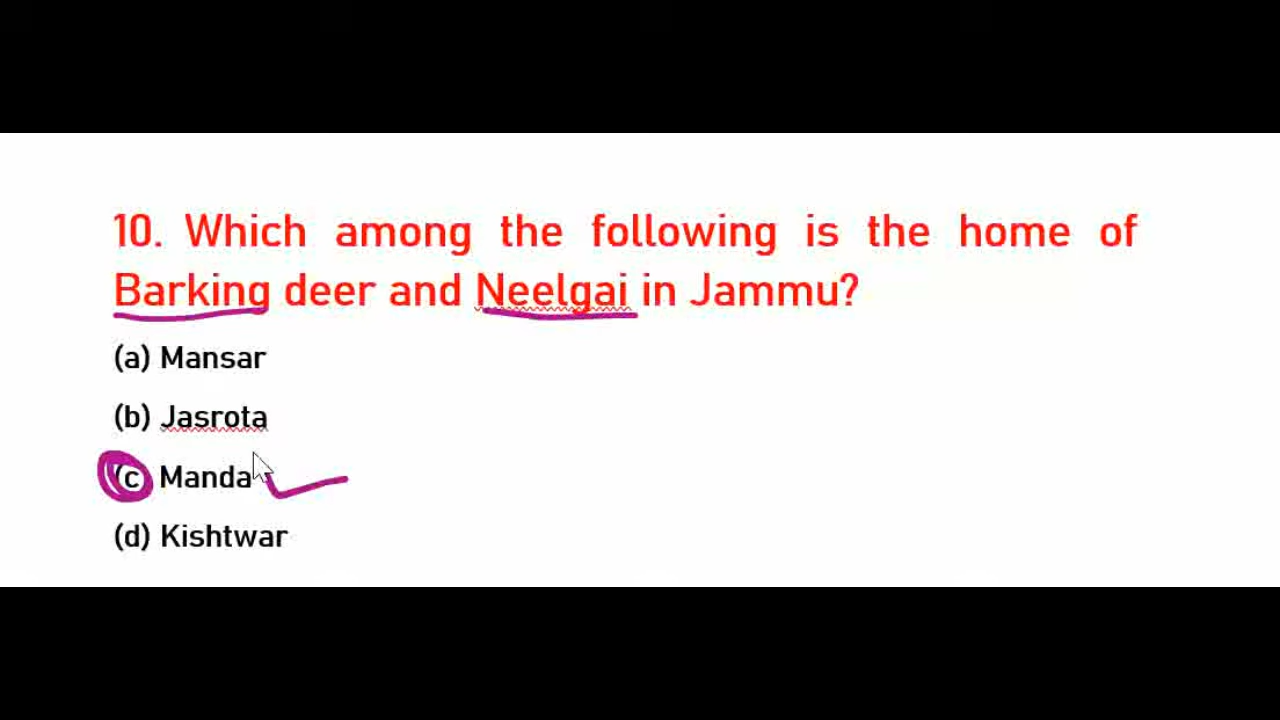 10. Which among the following is the home of
Barking deer and Neelgai in Jammu?
(a) Mansar
(b) Jasrota
(c) Manda
(d) Kishtwar